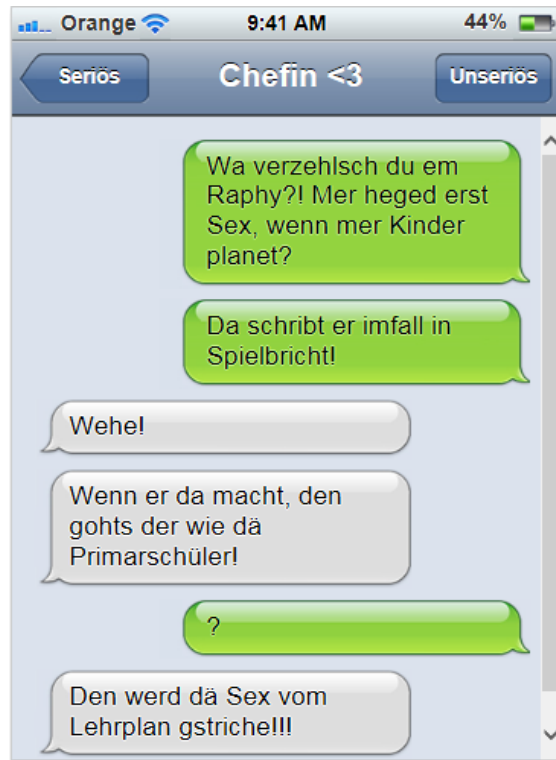 Orange 9:41 AM 44%
Seriös Chefin <3 Unseriös
Wa verzehlsch du em
Raphy?! Mer heged erst
Sex, wenn mer Kinder
planet?
Da schribt er imfall in
Spielbricht!
Wehe!
Wenn er da macht, den
gohts der wie dä
Primarschüler!
?
Den werd dä Sex vom
Lehrplan gstriche!!!